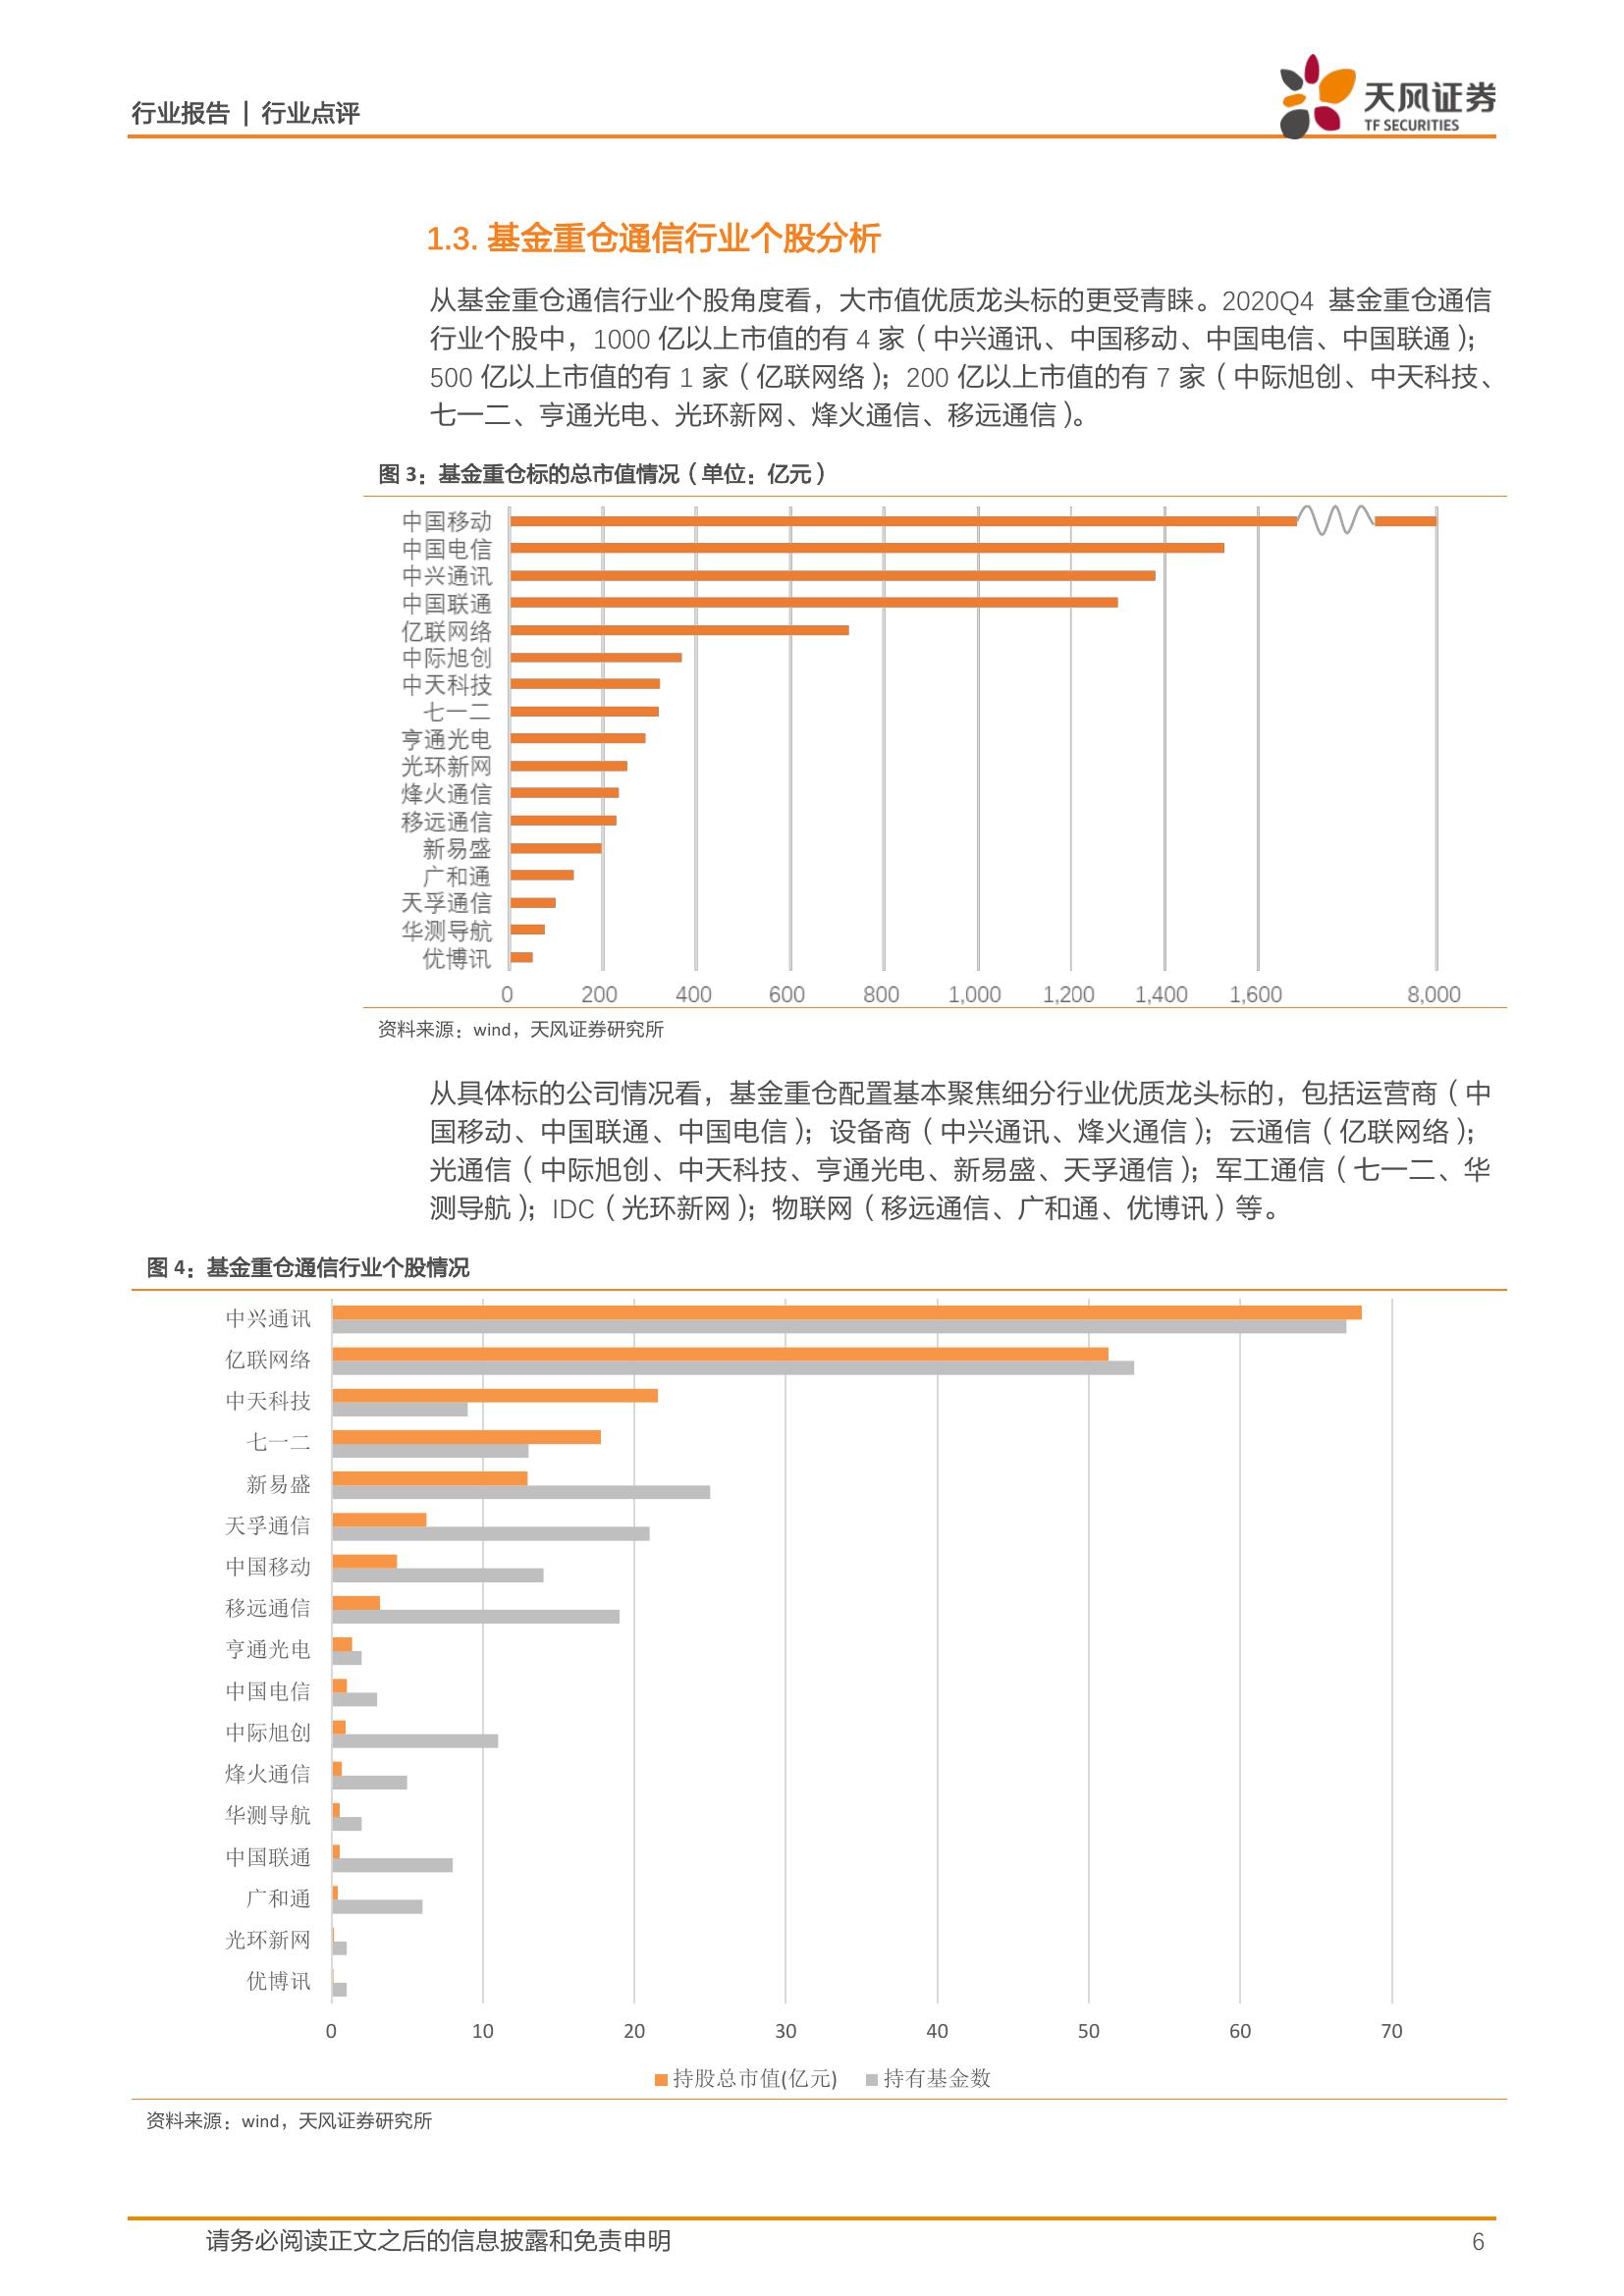 行业报告 | 行业点评
天风证券
TF SECURITIES
1.3. 基金重仓通信行业个股分析
从基金重仓通信行业个股角度看，大市值优质龙头标的更受青睐。2020Q4 基金重仓通信
行业个股中，1000 亿以上市值的有 4 家（中兴通讯、中国移动、中国电信、中国联通）；
500 亿以上市值的有 1 家（亿联网络）；200 亿以上市值的有 7 家（中际旭创、中天科技、
七一二、亨通光电、光环新网、烽火通信、移远通信）。
图 3：基金重仓标的总市值情况（单位：亿元）
中国移动
中国电信
中兴通讯
中国联通
亿联网络
中际旭创
中天科技
七一二
亨通光电
光环新网
烽火通信
移远通信
新易盛
广和通
天孚通信
华测导航
优博讯
0 200 400 600 800 1,000 1,200 1,400 1,600 8,000
资料来源：wind，天风证券研究所
从具体标的公司情况看，基金重仓配置基本聚焦细分行业优质龙头标的，包括运营商（中
国移动、中国联通、中国电信）；设备商（中兴通讯、烽火通信）；云通信（亿联网络）；
光通信（中际旭创、中天科技、亨通光电、新易盛、天孚通信）；军工通信（七一二、华
测导航）；IDC（光环新网）；物联网（移远通信、广和通、优博讯）等。
图 4：基金重仓通信行业个股情况
中兴通讯
亿联网络
中天科技
七一二
新易盛
天孚通信
中国移动
移远通信
亨通光电
中国电信
中际旭创
烽火通信
华测导航
中国联通
广和通
光环新网
优博讯
0 10 20 30 40 50 60 70
持股总市值(亿元) 持有基金数
资料来源：wind，天风证券研究所
请务必阅读正文之后的信息披露和免责申明 6